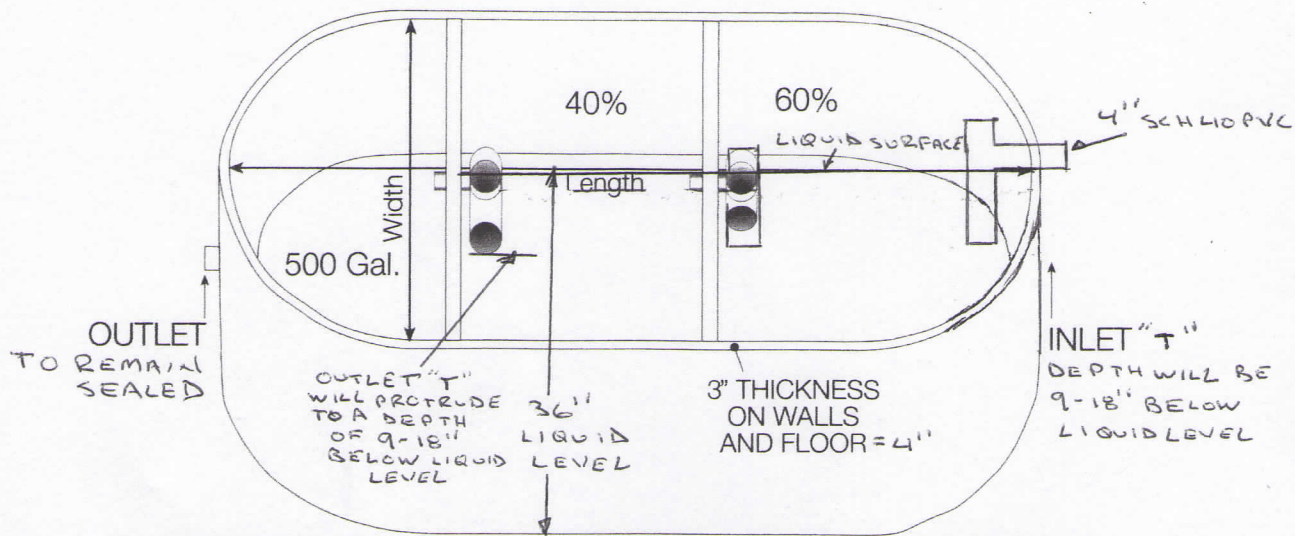 40%
60%
4" SCH40 PVC
LIQUID SURFACE
Length
Width
500 Gal.
OUTLET
TO REMAIN
SEALED
OUTLET "T"
WILL PROTRUDE
TO A DEPTH
OF 9-18"
BELOW LIQUID
LEVEL
36"
LIQUID
LEVEL
3" THICKNESS
ON WALLS
AND FLOOR = 4"
INLET "T"
DEPTH WILL BE
9-18" BELOW
LIQUID LEVEL